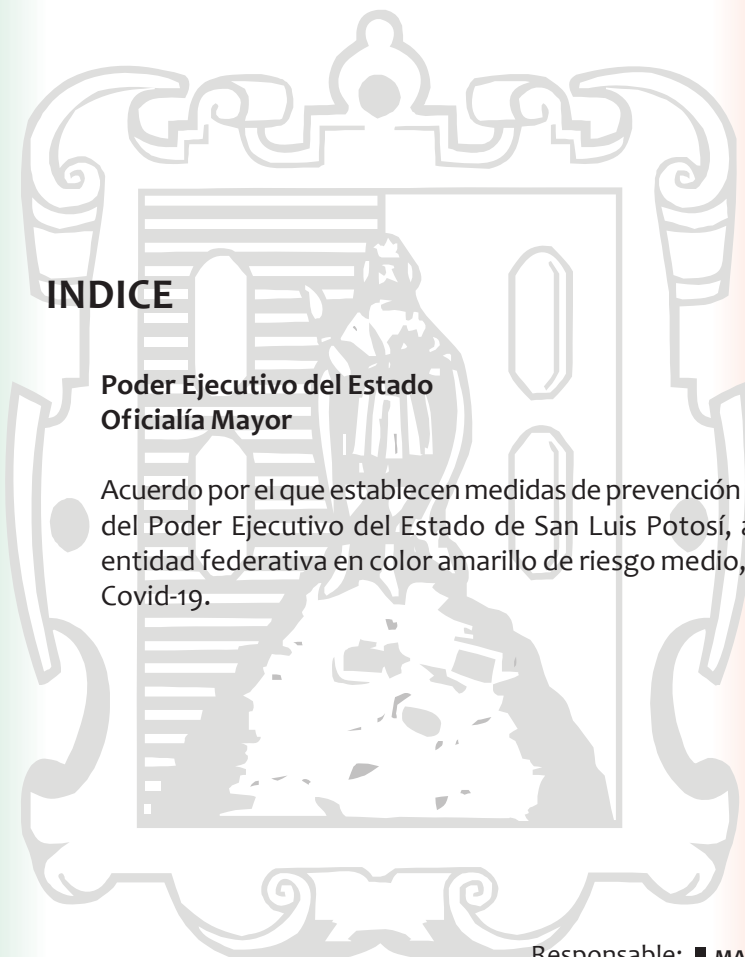 INDICE
Poder Ejecutivo del Estado
Oficialía Mayor
Acuerdo por el que establecen medidas de prevención
del Poder Ejecutivo del Estado de San Luis Potosí,
entidad federativa en color amarillo de riesgo medio,
Covid-19.
Responsable: